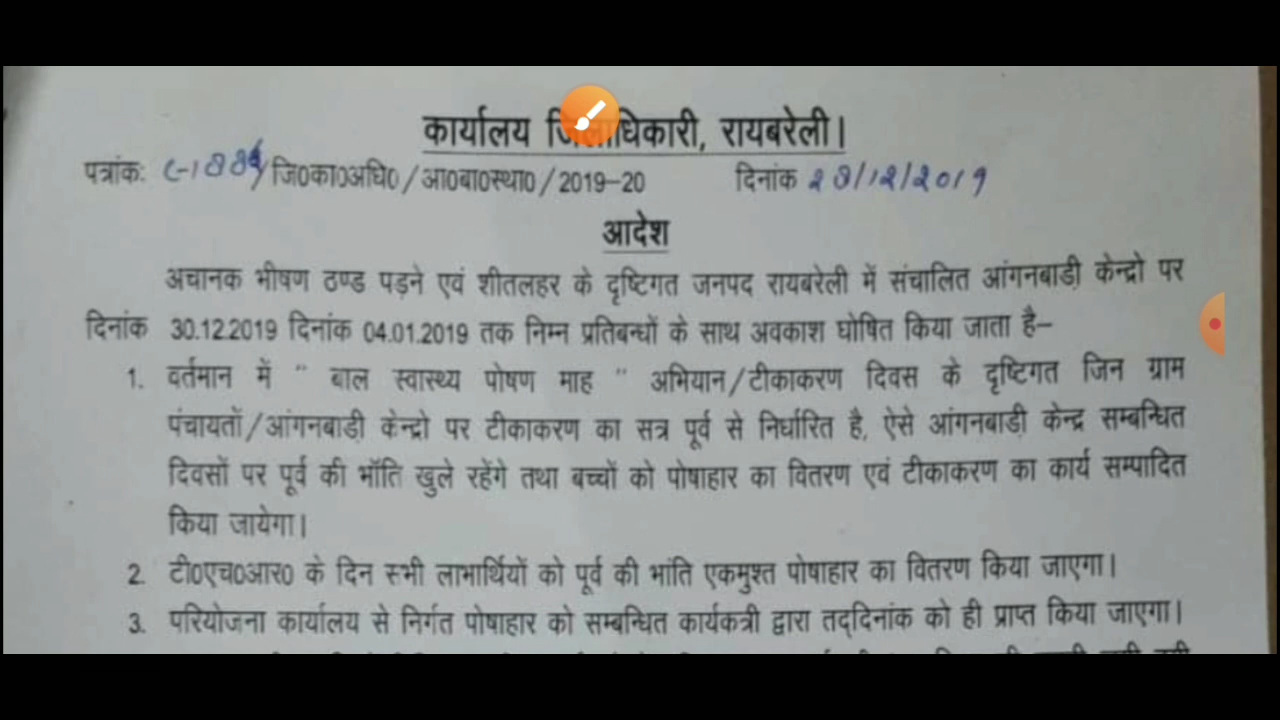 कार्यालय जिलाधिकारी, रायबरेली।
पत्रांक: /जि0का0अधि0/आ0बा0स्था0/2019-20 दिनांक /12/2019
आदेश
अचानक भीषण ठण्ड पड़ने एवं शीतलहर के दृष्टिगत जनपद रायबरेली में संचालित आंगनबाडी़ केन्द्रो पर
दिनांक 30.12.2019 दिनांक 04.01.2019 तक निम्न प्रतिबन्धों के साथ अवकाश घोषित किया जाता है–
1. वर्तमान में " बाल स्वास्थ्य पोषण माह " अभियान/टीकाकरण दिवस के दृष्टिगत जिन ग्राम
पंचायतों/आंगनबाडी़ केन्द्रो पर टीकाकरण का सत्र पूर्व से निर्धारित है, ऐसे आंगनबाडी़ केन्द्र सम्बन्धित
दिवसों पर पूर्व की भॉति खुले रहेंगे तथा बच्चों को पोषाहार का वितरण एवं टीकाकरण का कार्य सम्पादित
किया जायेगा।
2. टी0एच0आर0 के दिन सभी लाभार्थियों को पूर्व की भांति एकमुश्त पोषाहार का वितरण किया जाएगा।
3. परियोजना कार्यालय से निर्गत पोषाहार को सम्बन्धित कार्यकत्री द्वारा तद्दिनांक को ही प्राप्त किया जाएगा।